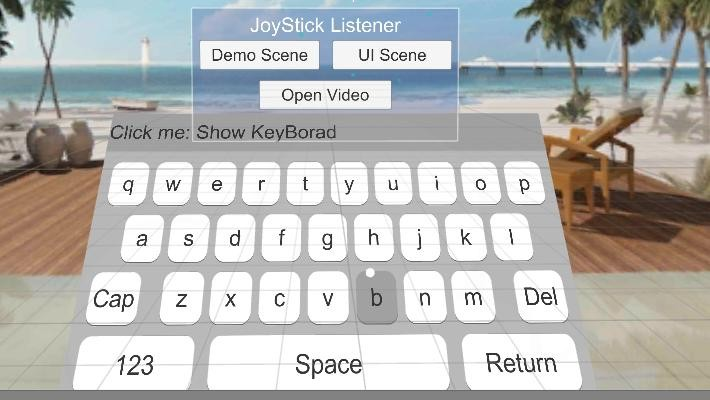 JoyStick Listener
Demo Scene UI Scene
Open Video
Click me: Show KeyBorad
q w e r t y u i o p
a s d f g h j k l
Cap z x c v b n m Del
123 Space Return